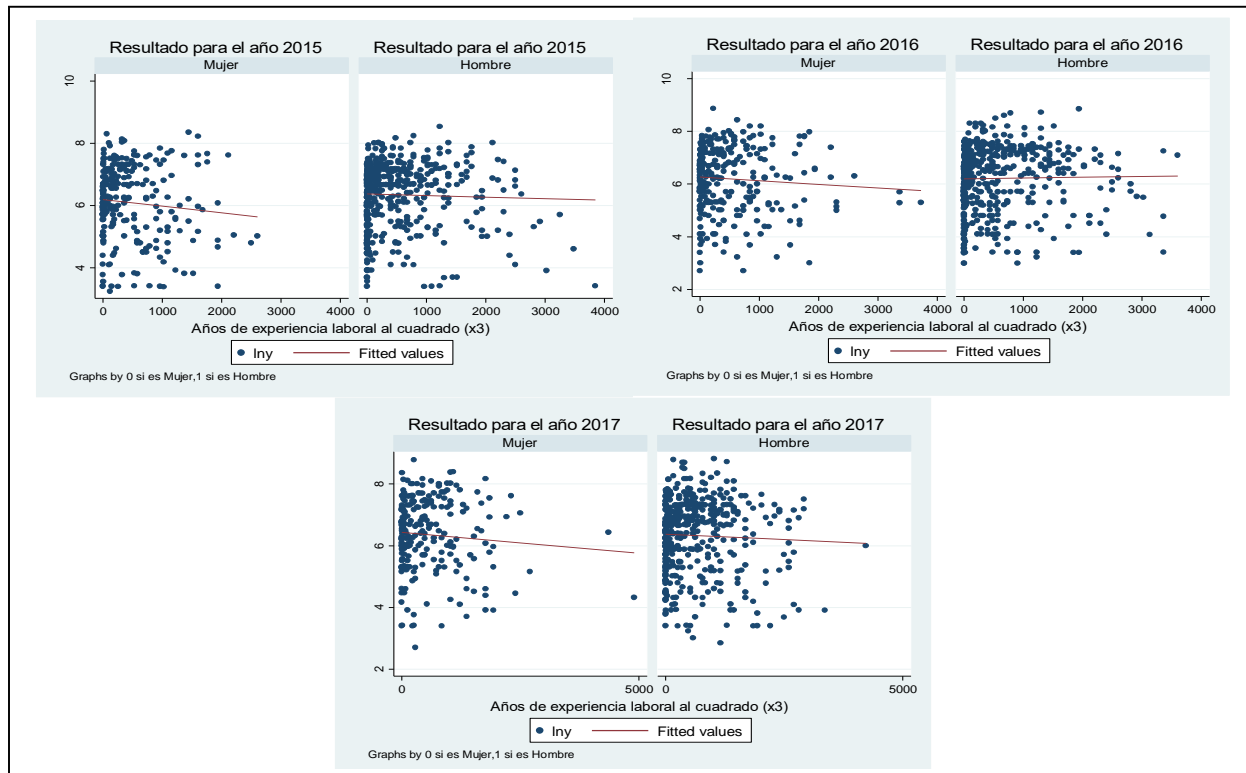 Resultado para el año 2015 Resultado para el año 2015
Mujer Hombre
10
8
6
4
0 1000 2000 3000 4000 0 1000 2000 3000 4000
Años de experiencia laboral al cuadrado (x3)
lny Fitted values
Graphs by 0 si es Mujer,1 si es Hombre
Resultado para el año 2016 Resultado para el año 2016
Mujer Hombre
10
8
6
4
2
0 1000 2000 3000 4000 0 1000 2000 3000 4000
Años de experiencia laboral al cuadrado (x3)
lny Fitted values
Graphs by 0 si es Mujer,1 si es Hombre
Resultado para el año 2017 Resultado para el año 2017
Mujer Hombre
8
6
4
2
0 5000 0 5000
Años de experiencia laboral al cuadrado (x3)
lny Fitted values
Graphs by 0 si es Mujer,1 si es Hombre